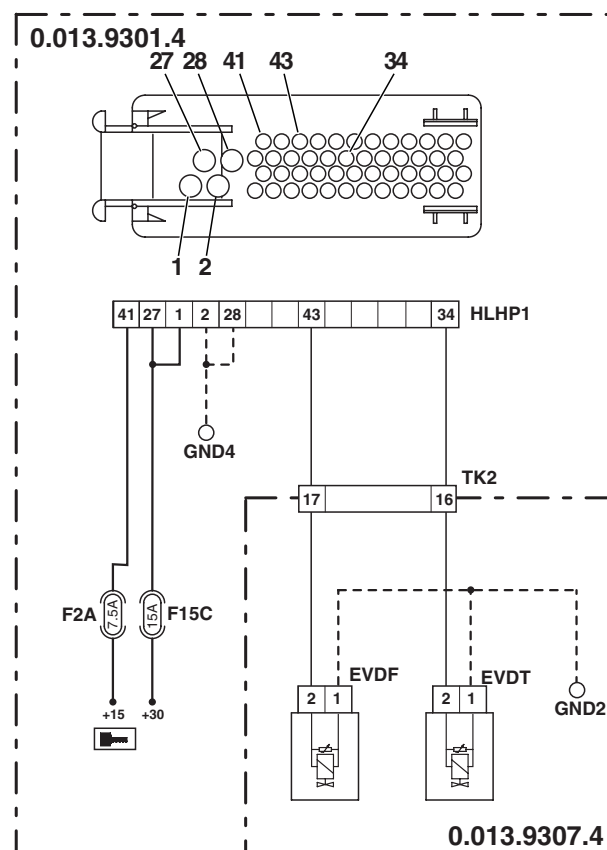 0.013.9301.4
27 28 41 43 34
1 2
41 27 1 2 28 43 34 HLHP1
GND4
TK2
17 16
F2A 7.5A 15A F15C
EVDF EVDT
2 1 2 1
+15 +30
GND2
0.013.9307.4